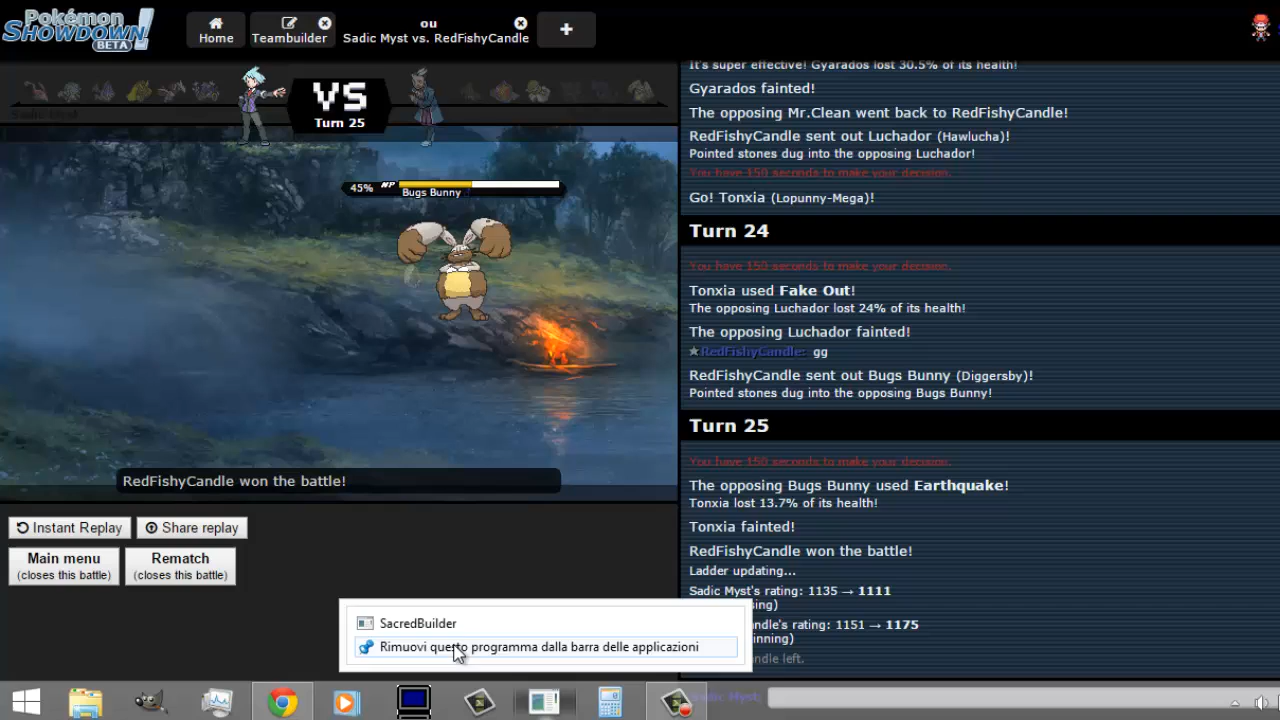 Pokémon
SHOWDOWN!
BETA
Home
Teambuilder
ou
Sadic Myst vs. RedFishyCandle
VS
Turn 25
45%
Bugs Bunny
RedFishyCandle won the battle!
Instant Replay
Share replay
Main menu
(closes this battle)
Rematch
(closes this battle)
It's super effective! Gyarados lost 30.5% of its health!
Gyarados fainted!
The opposing Mr.Clean went back to RedFishyCandle!
RedFishyCandle sent out Luchador (Hawlucha)!
Pointed stones dug into the opposing Luchador!
You have 150 seconds to make your decision.
Go! Tonxia (Lopunny-Mega)!
Turn 24
You have 150 seconds to make your decision.
Tonxia used Fake Out!
The opposing Luchador lost 24% of its health!
The opposing Luchador fainted!
★RedFishyCandle: gg
RedFishyCandle sent out Bugs Bunny (Diggersby)!
Pointed stones dug into the opposing Bugs Bunny!
Turn 25
You have 150 seconds to make your decision.
The opposing Bugs Bunny used Earthquake!
Tonxia lost 13.7% of its health!
Tonxia fainted!
RedFishyCandle won the battle!
Ladder updating...
Sadic Myst's rating: 1135 → 1111
andle's rating: 1151 → 1175
andle left.
SacredBuilder
Rimuovi questo programma dalla barra delle applicazioni
Sadic Myst: